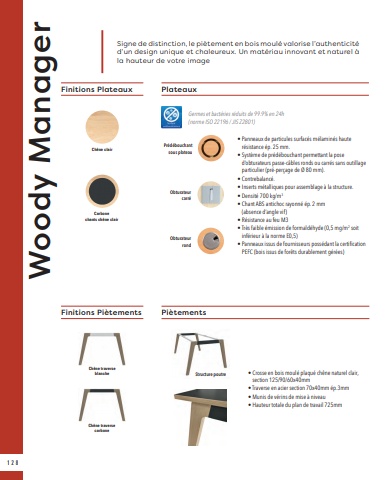 Woody Manager
Signe de distinction, le piètement en bois moulé valorise l'authenticité
d'un design unique et chaleureux. Un matériau innovant et naturel à
la hauteur de votre image
Finitions Plateaux
Chêne clair
Carbone
chants chêne clair
Plateaux
Germes et bactéries réduits de 99.9% en 24h
(norme ISO 22196 / JIS Z2801)
Prédébouchant
sous plateau
Obturateur
carré
Obturateur
rond
• Panneaux de particules surfacés mélaminés haute
résistance ép. 25 mm.
• Système de prédébouchant permettant la pose
d'obturateurs passe-câbles ronds ou carrés sans outillage
particulier (pré-perçage de Ø 80 mm).
• Contrebalancé.
• Inserts métalliques pour assemblage à la structure.
• Densité 700 kg/m³
• Chant ABS antichoc sayonné ép. 2 mm
(absence d'angle vif)
• Résistance au feu M3
• Très faible émission de formaldéhyde (0,5 mg/m² soit
inférieur à la norme E0,5)
• Panneaux issus de fournisseurs possédant la certification
PEFC (bois issus de forêts durablement gérées)
Finitions Piètements
Chêne traverse
blanche
Chêne traverse
carbone
Piètements
Structure poutre
• Crosse en bois moulé plaqué chêne naturel clair,
section 125/90/60x40mm
• Traverse en acier section 70x40mm ép.3mm
• Munis de vérins de mise à niveau
• Hauteur totale du plan de travail 725mm
128